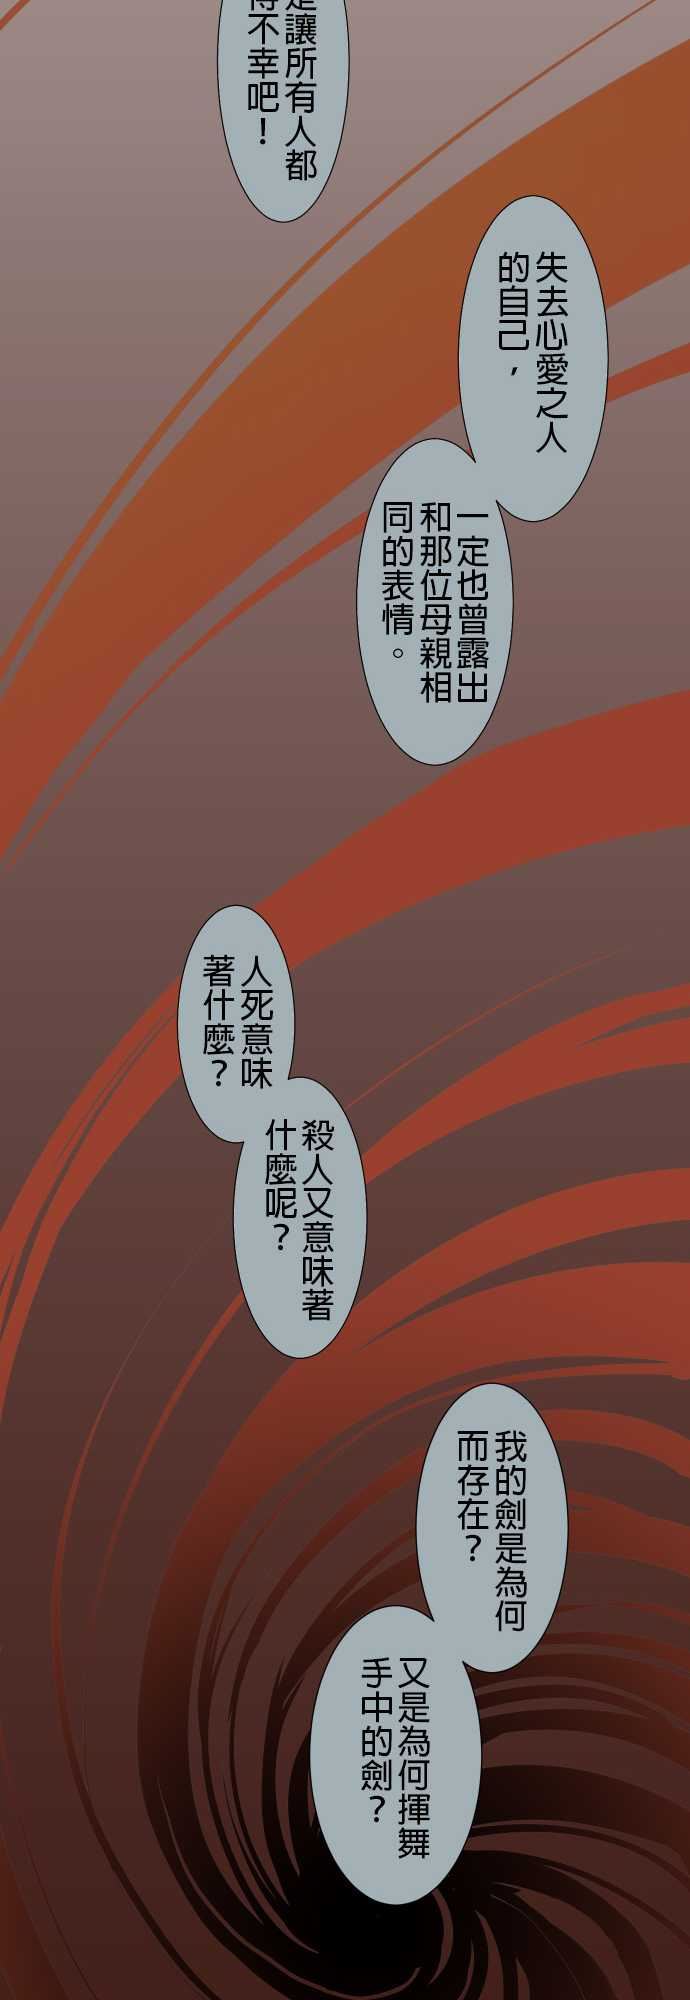 是讓所有人都
得不幸吧！
失去心愛之人
的自己，
一定也曾露出
和那位母親相
同的表情。
人死意味
著什麼？
殺人又意味著
什麼呢？
我的劍是為何
而存在？
又是為何揮舞
手中的劍？